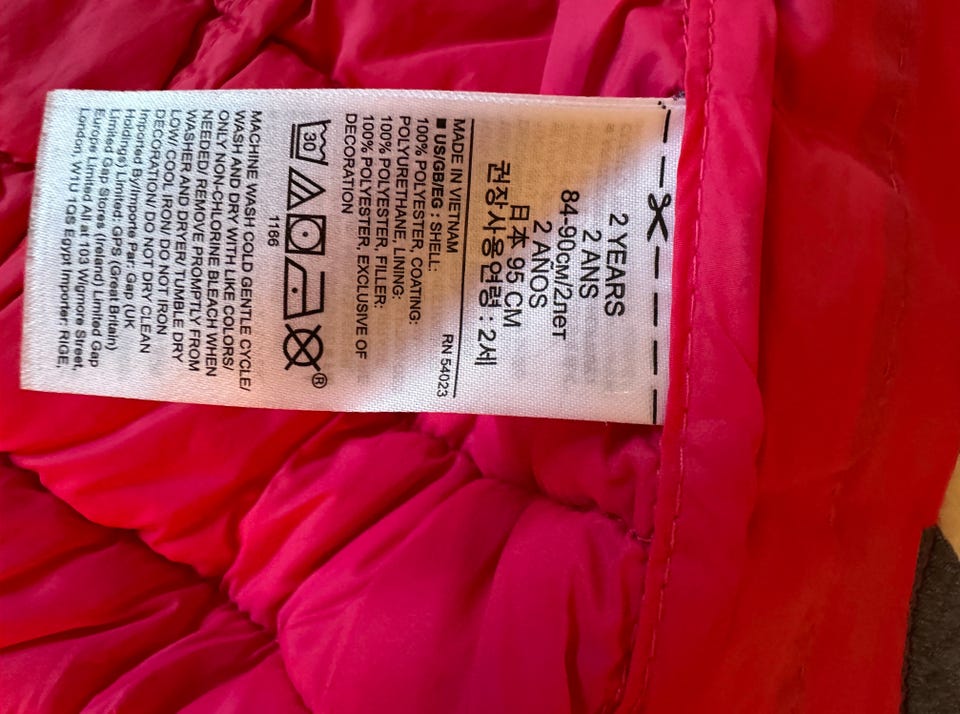 2 YEARS
2 ANS
84-90CM/2пет
2 AÑOS
日本 95 CM
권장사용연령 : 2세
RN 54023
MADE IN VIETNAM
■ US/GB/EG : SHELL:
100% POLYESTER, COATING:
POLYURETHANE, LINING:
100% POLYESTER, FILLER:
100% POLYESTER, EXCLUSIVE OF
DECORATION
30
®
1186
MACHINE WASH COLD GENTLE CYCLE/
WASH AND DRY WITH LIKE COLORS/
ONLY NON-CHLORINE BLEACH WHEN
NEEDED/ REMOVE PROMPTLY FROM
WASHER AND DRYER/ TUMBLE DRY
LOW/ COOL IRON/ DO NOT IRON
DECORATION/ DO NOT DRY CLEAN
Imported By/Importe Par: Gap (UK
Holdings) Limited; GPS (Great Britain)
Limited Gap Stores (Ireland) Limited Gap
Europe Limited All at 103 Wigmore Street,
London, W1U 1QS Egypt Importer: RIGE,